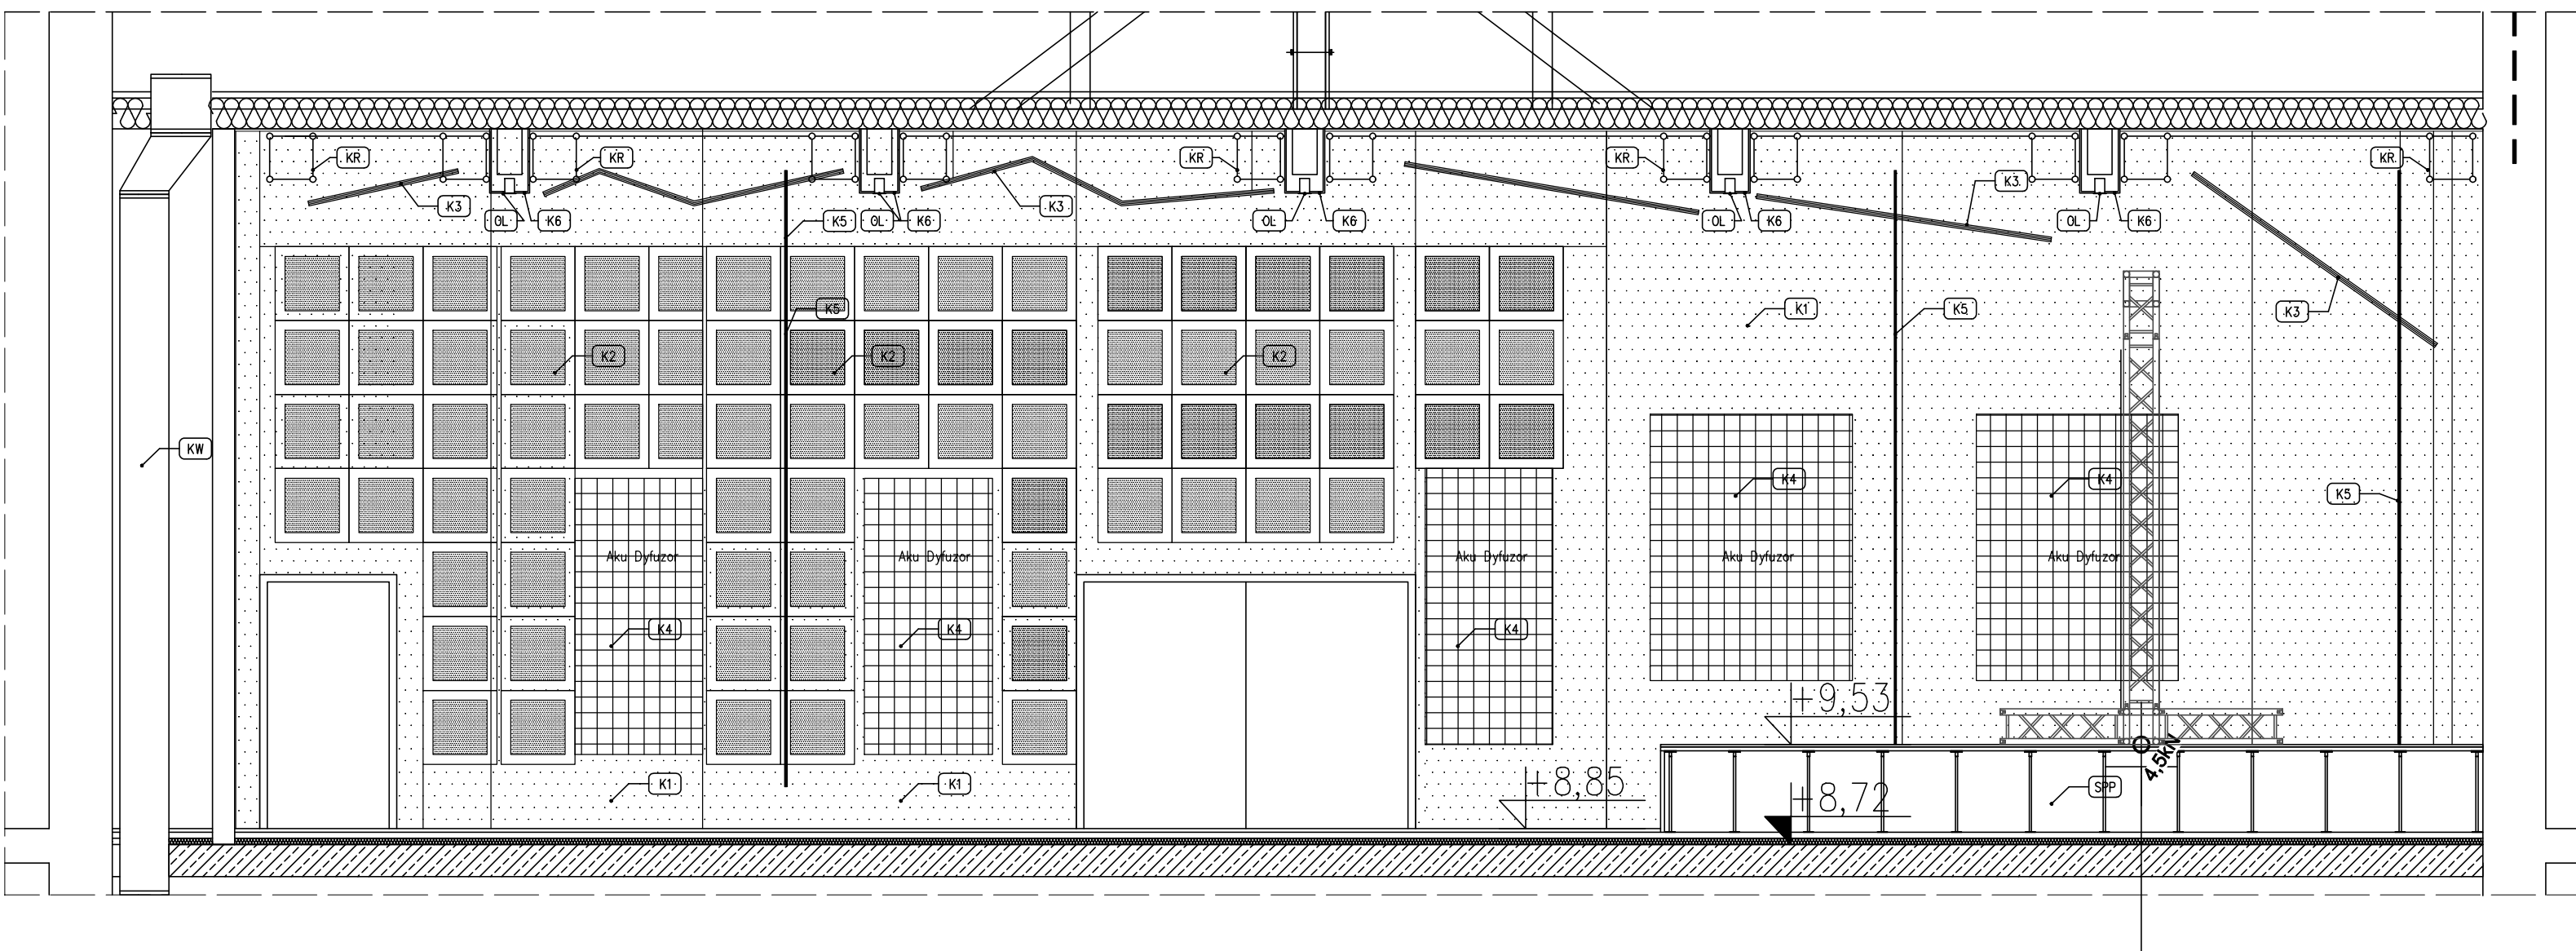 KR
KR
KR
KR
KR
K3
K3
K3
OL
K6
K5
OL
K6
OL
K6
OL
K6
OL
K6
K5
K1
K5
K3
K2
K2
K2
KW
K4
K4
K5
Aku Dyfuzor
Aku Dyfuzor
Aku Dyfuzor
Aku Dyfuzor
Aku Dyfuzor
K4
K4
K4
+9,53
4,5kN
K1
K1
+8,85
+8,72
SPP